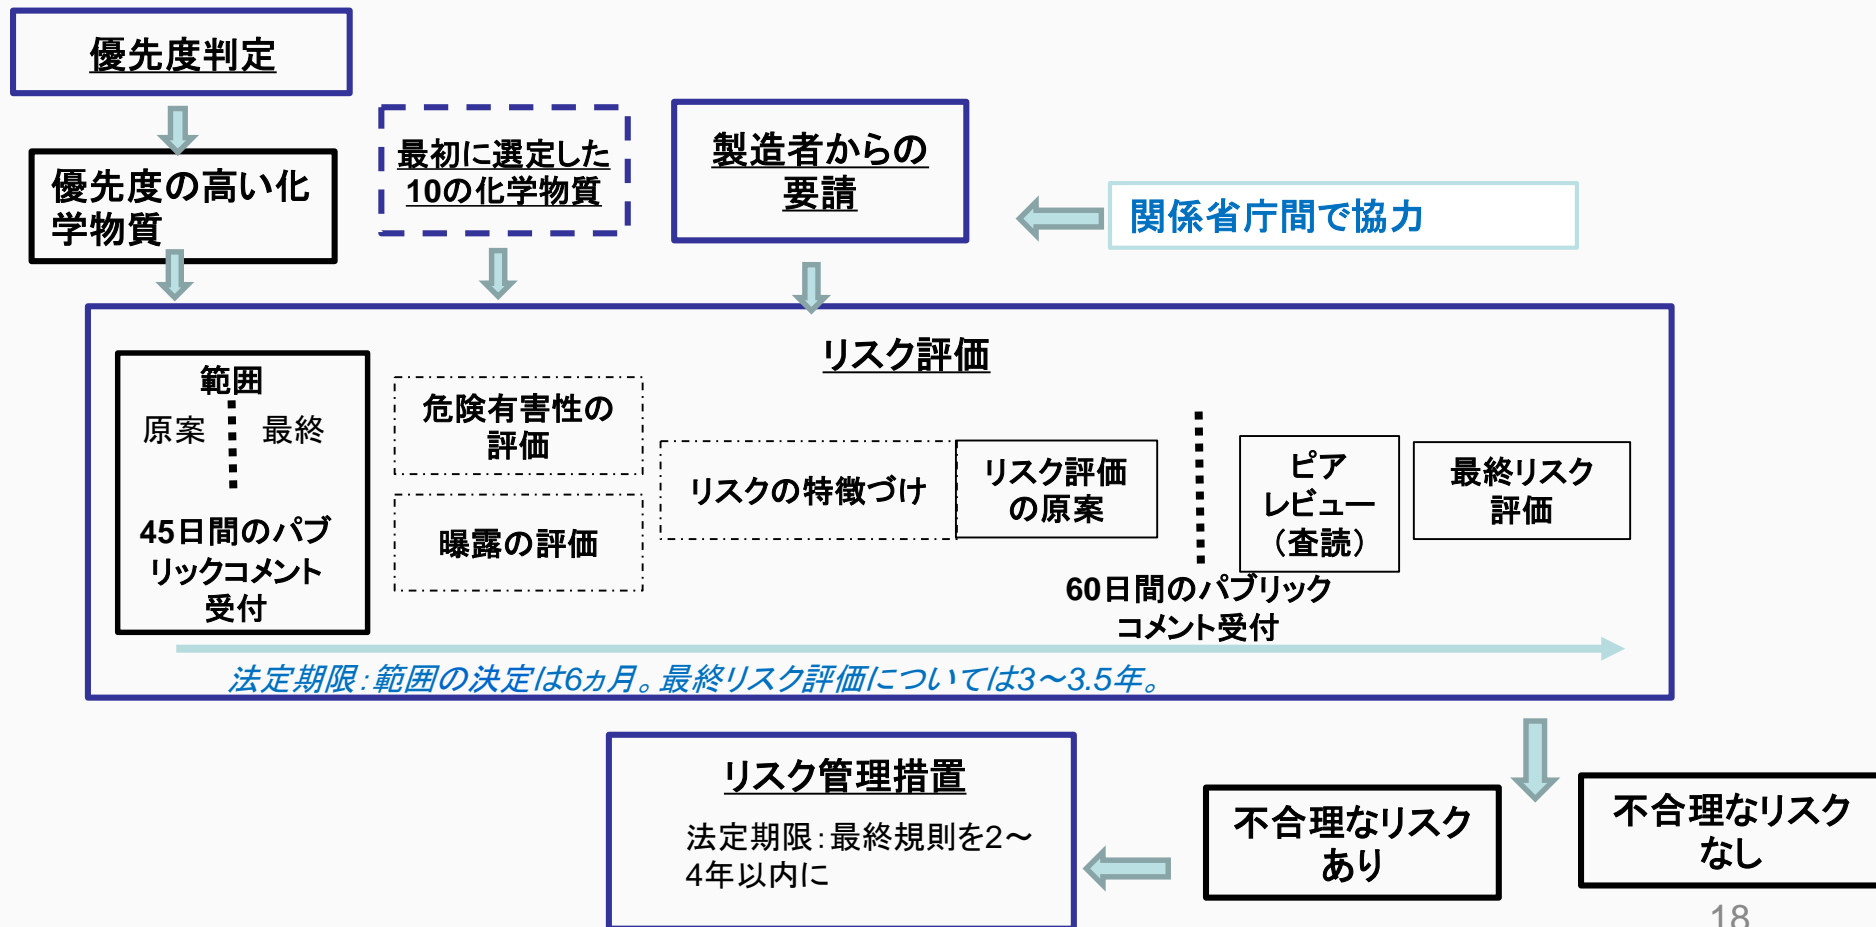 優先度判定
優先度の高い化
学物質
最初に選定した
10の化学物質
製造者からの
要請
関係省庁間で協力
リスク評価
範囲
原案 最終
45日間のパブ
リックコメント
受付
危険有害性の
評価
曝露の評価
リスクの特徴づけ
リスク評価
の原案
60日間のパブリック
コメント受付
ピア
レビュー
（査読）
最終リスク
評価
法定期限：範囲の決定は6ヵ月。最終リスク評価については3～3.5年。
リスク管理措置
法定期限：最終規則を2～
4年以内に
不合理なリスク
あり
不合理なリスク
なし
18